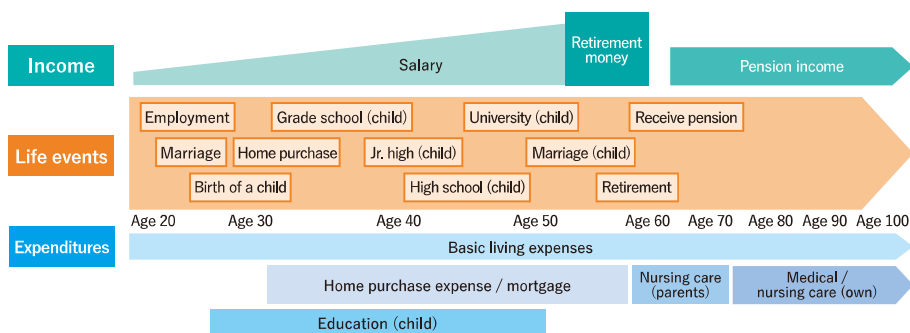 Income
Salary
Retirement
money
Pension income
Life events
Employment
Grade school (child)
University (child)
Receive pension
Marriage
Home purchase
Jr. high (child)
Marriage (child)
Birth of a child
High school (child)
Retirement
Age 20
Age 30
Age 40
Age 50
Age 60
Age 70
Age 80
Age 90
Age 100
Expenditures
Basic living expenses
Home purchase expense / mortgage
Nursing care
(parents)
Medical /
nursing care (own)
Education (child)